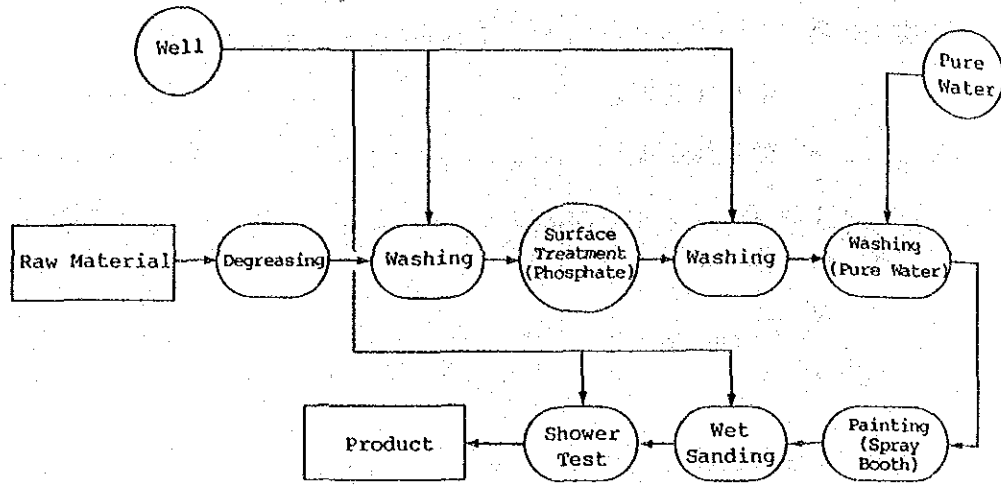 Well
Pure
Water
Raw Material
Degreasing
Washing
Surface
Treatment
(Phosphate)
Washing
Washing
(Pure Water)
Product
Shower
Test
Wet
Sanding
Painting
(Spray
Booth)